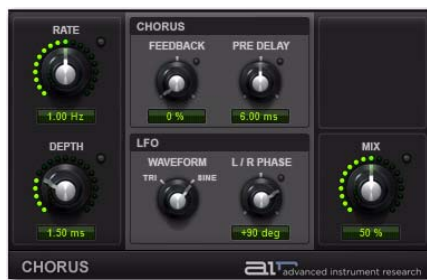 RATE
1.00 Hz
DEPTH
1.50 ms
CHORUS
FEEDBACK PRE DELAY
0 % 6.00 ms
LFO
WAVEFORM L / R PHASE
TRI SINE
+90 deg
MIX
50 %
CHORUS
air advanced instrument research